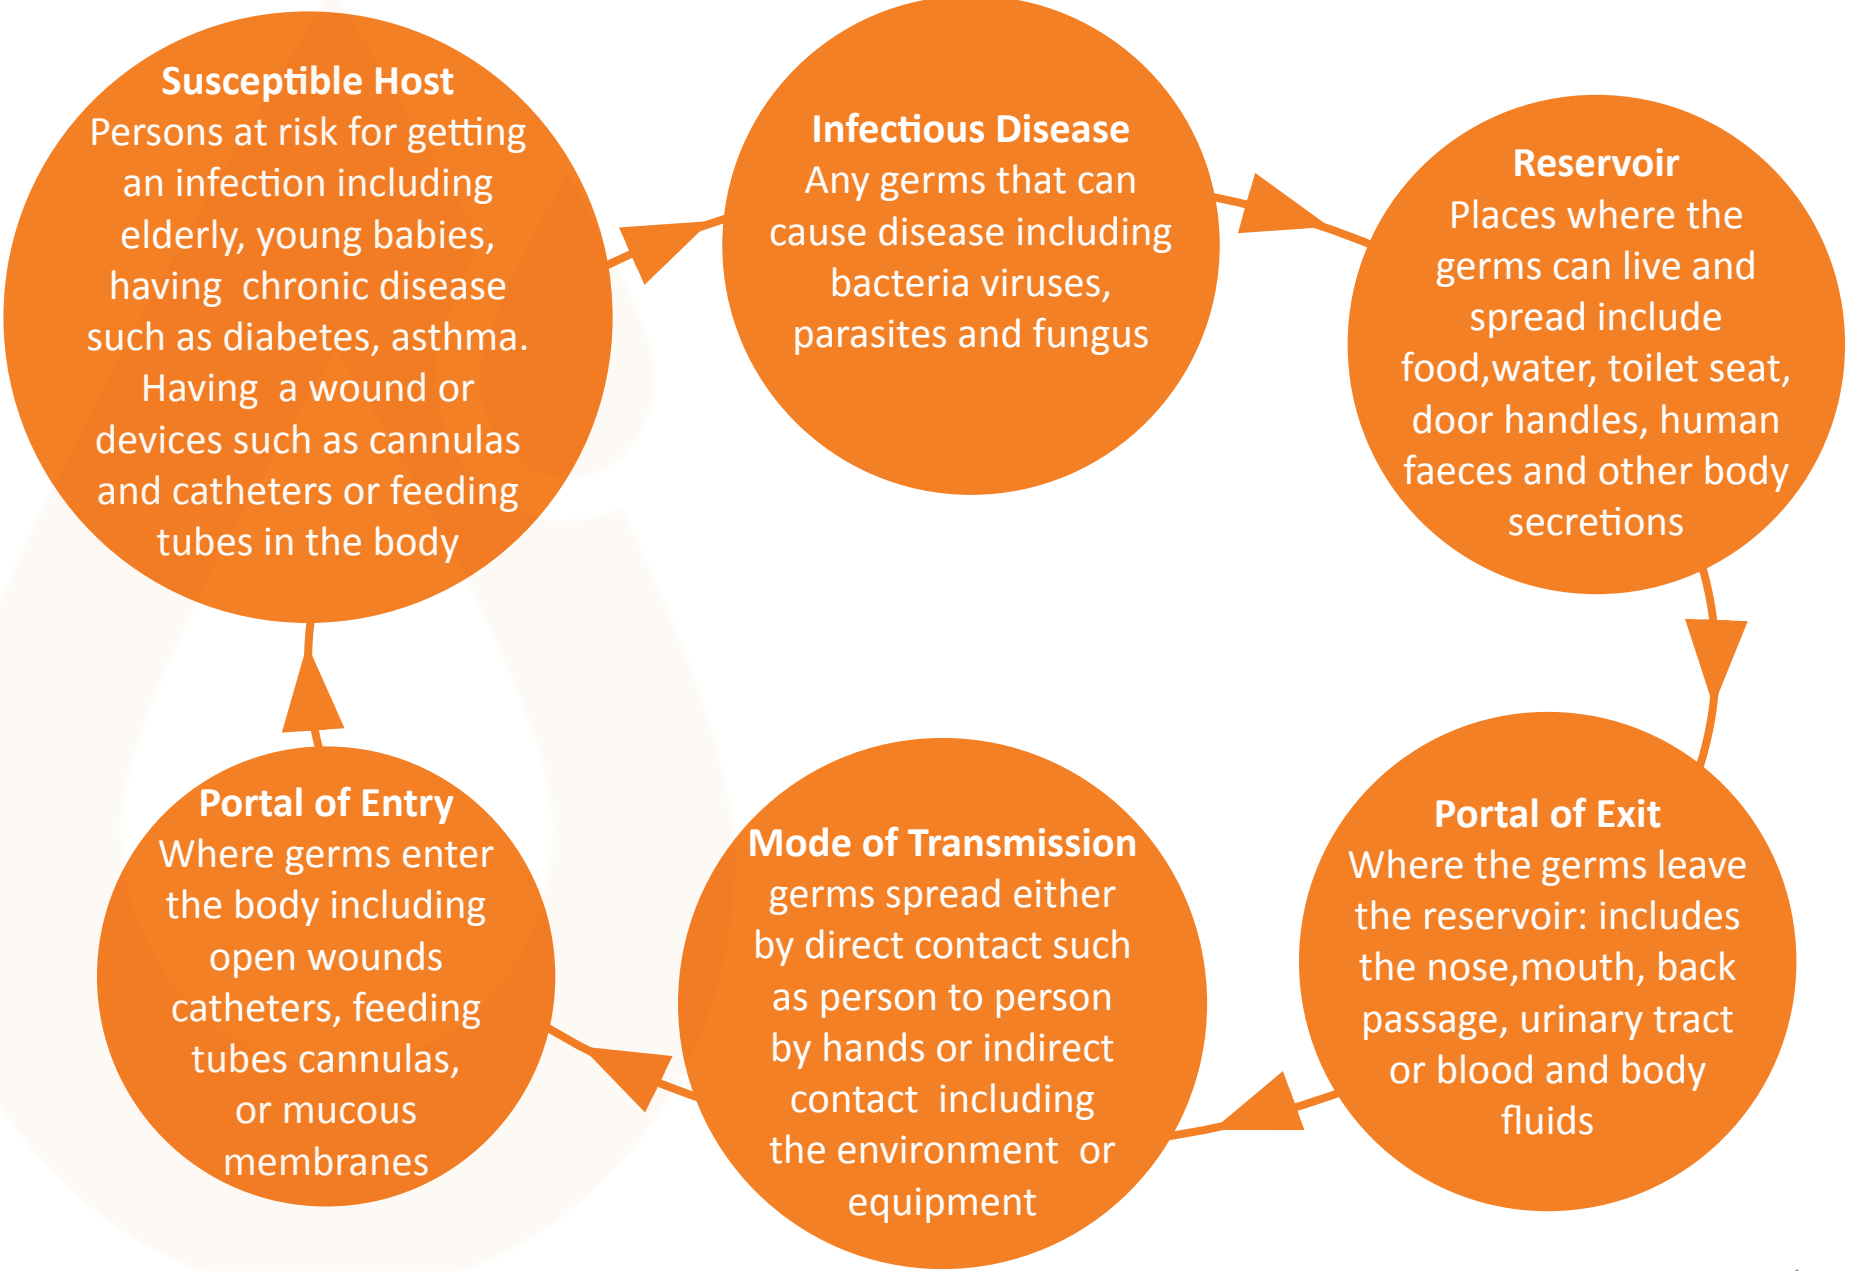 Susceptible Host
Persons at risk for getting
an infection including
elderly, young babies,
having  chronic disease
such as diabetes, asthma.
Having  a wound or
devices such as cannulas
and catheters or feeding
tubes in the body
Infectious Disease
Any germs that can
cause disease including
bacteria viruses,
parasites and fungus
Reservoir
Places where the
germs can live and
spread include
food,water, toilet seat,
door handles, human
faeces and other body
secretions
Portal of Exit
Where the germs leave
the reservoir: includes
the nose,mouth, back
passage, urinary tract
or blood and body
fluids
Mode of Transmission
germs spread either
by direct contact such
as person to person
by hands or indirect
contact  including
the environment  or
equipment
Portal of Entry
Where germs enter
the body including
open wounds
catheters, feeding
tubes cannulas,
or mucous
membranes